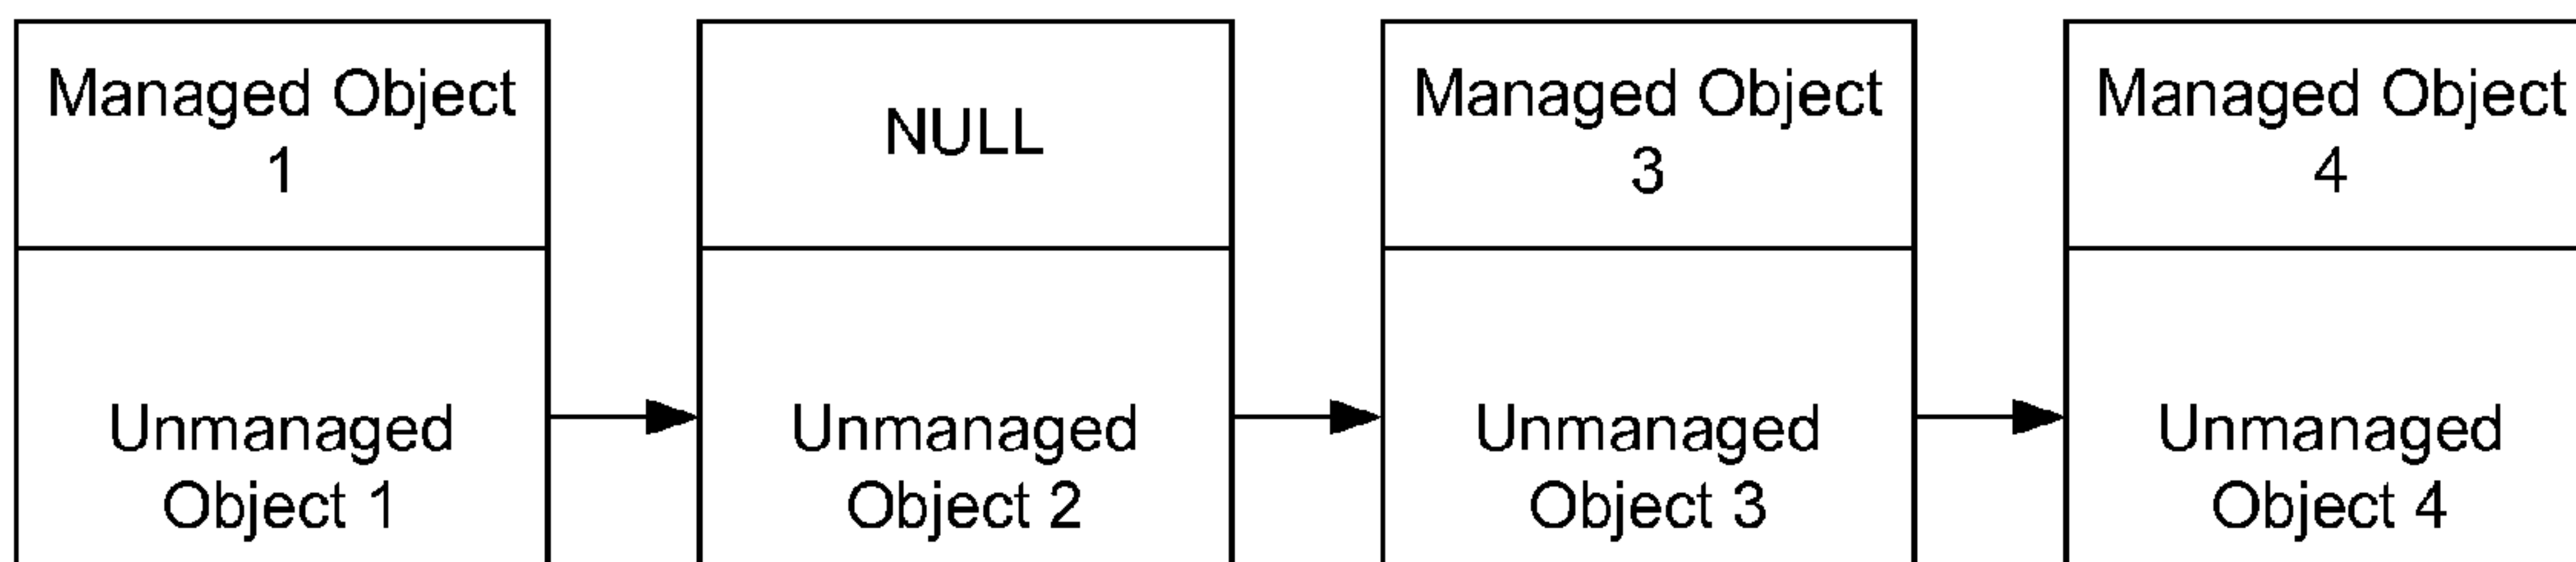 Managed Object
1
NULL
Managed Object
3
Managed Object
4
Unmanaged
Object 1
Unmanaged
Object 2
Unmanaged
Object 3
Unmanaged
Object 4